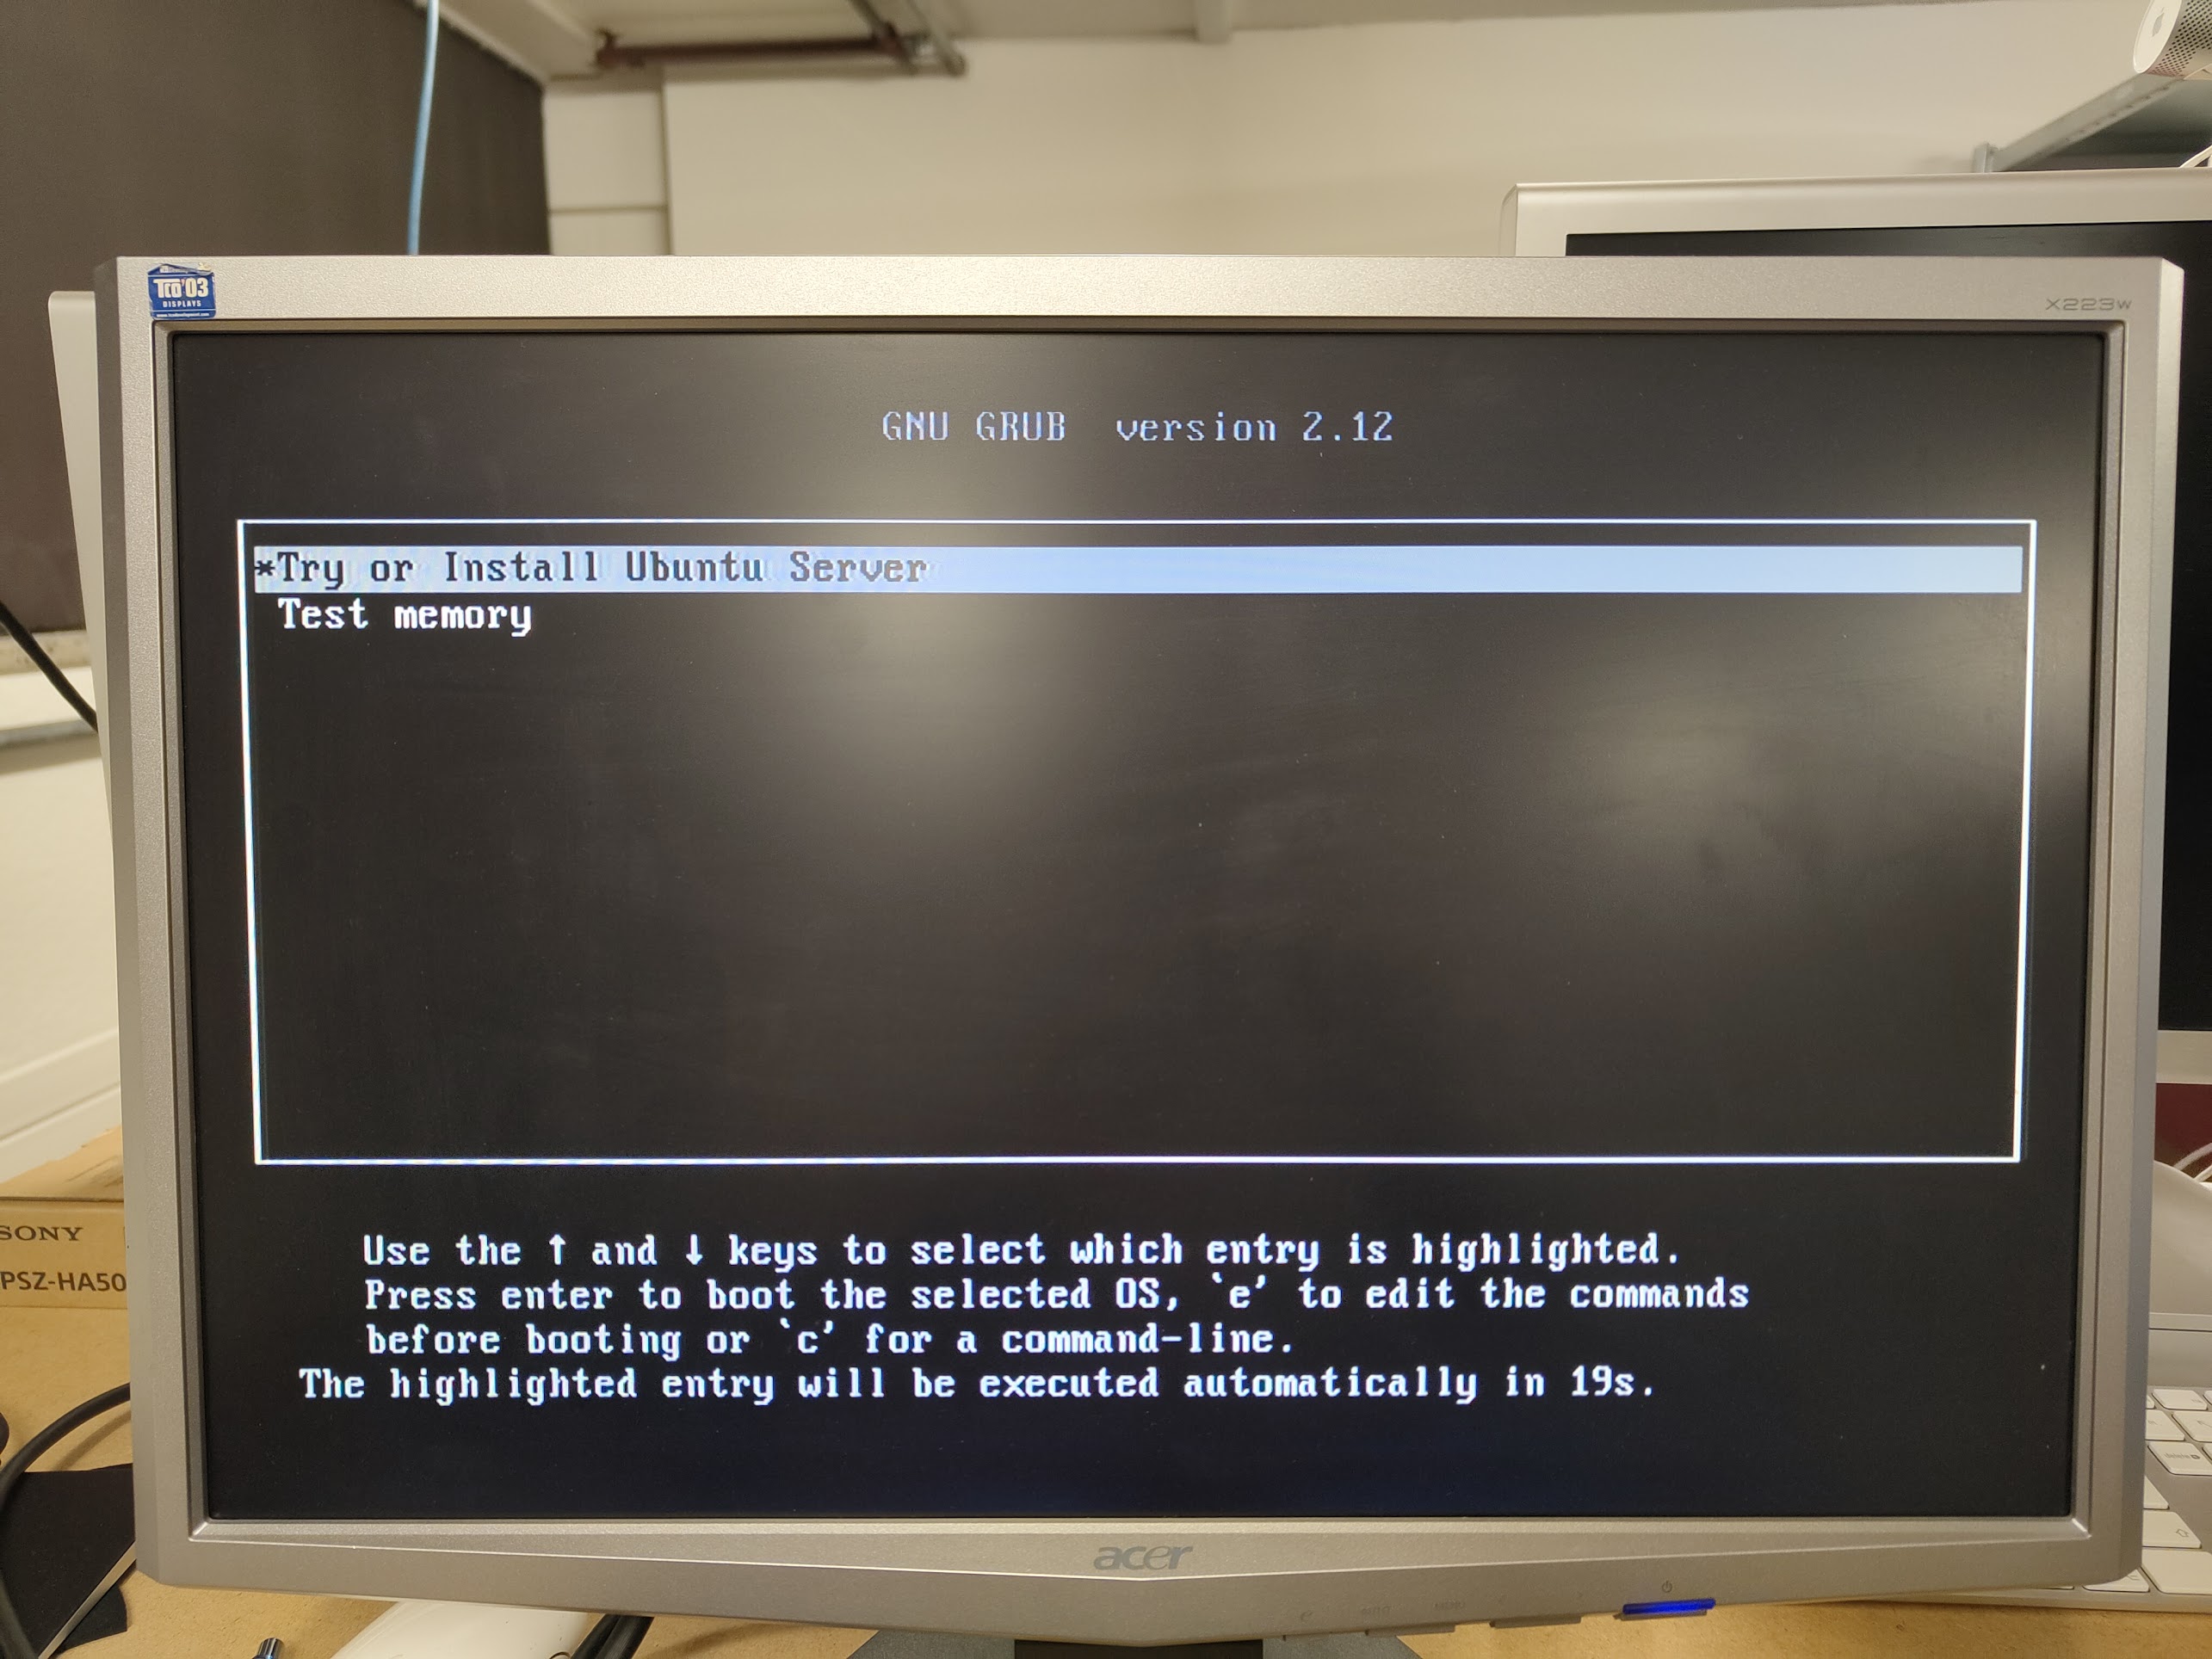 Tco'03
DISPLAYS
X223w
GNU GRUB  version 2.12
*Try or Install Ubuntu Server
Test memory
Use the ↑ and ↓ keys to select which entry is highlighted.
Press enter to boot the selected OS, `e' to edit the commands
before booting or `c' for a command-line.
The highlighted entry will be executed automatically in 19s.
SONY
PSZ-HA50
acer